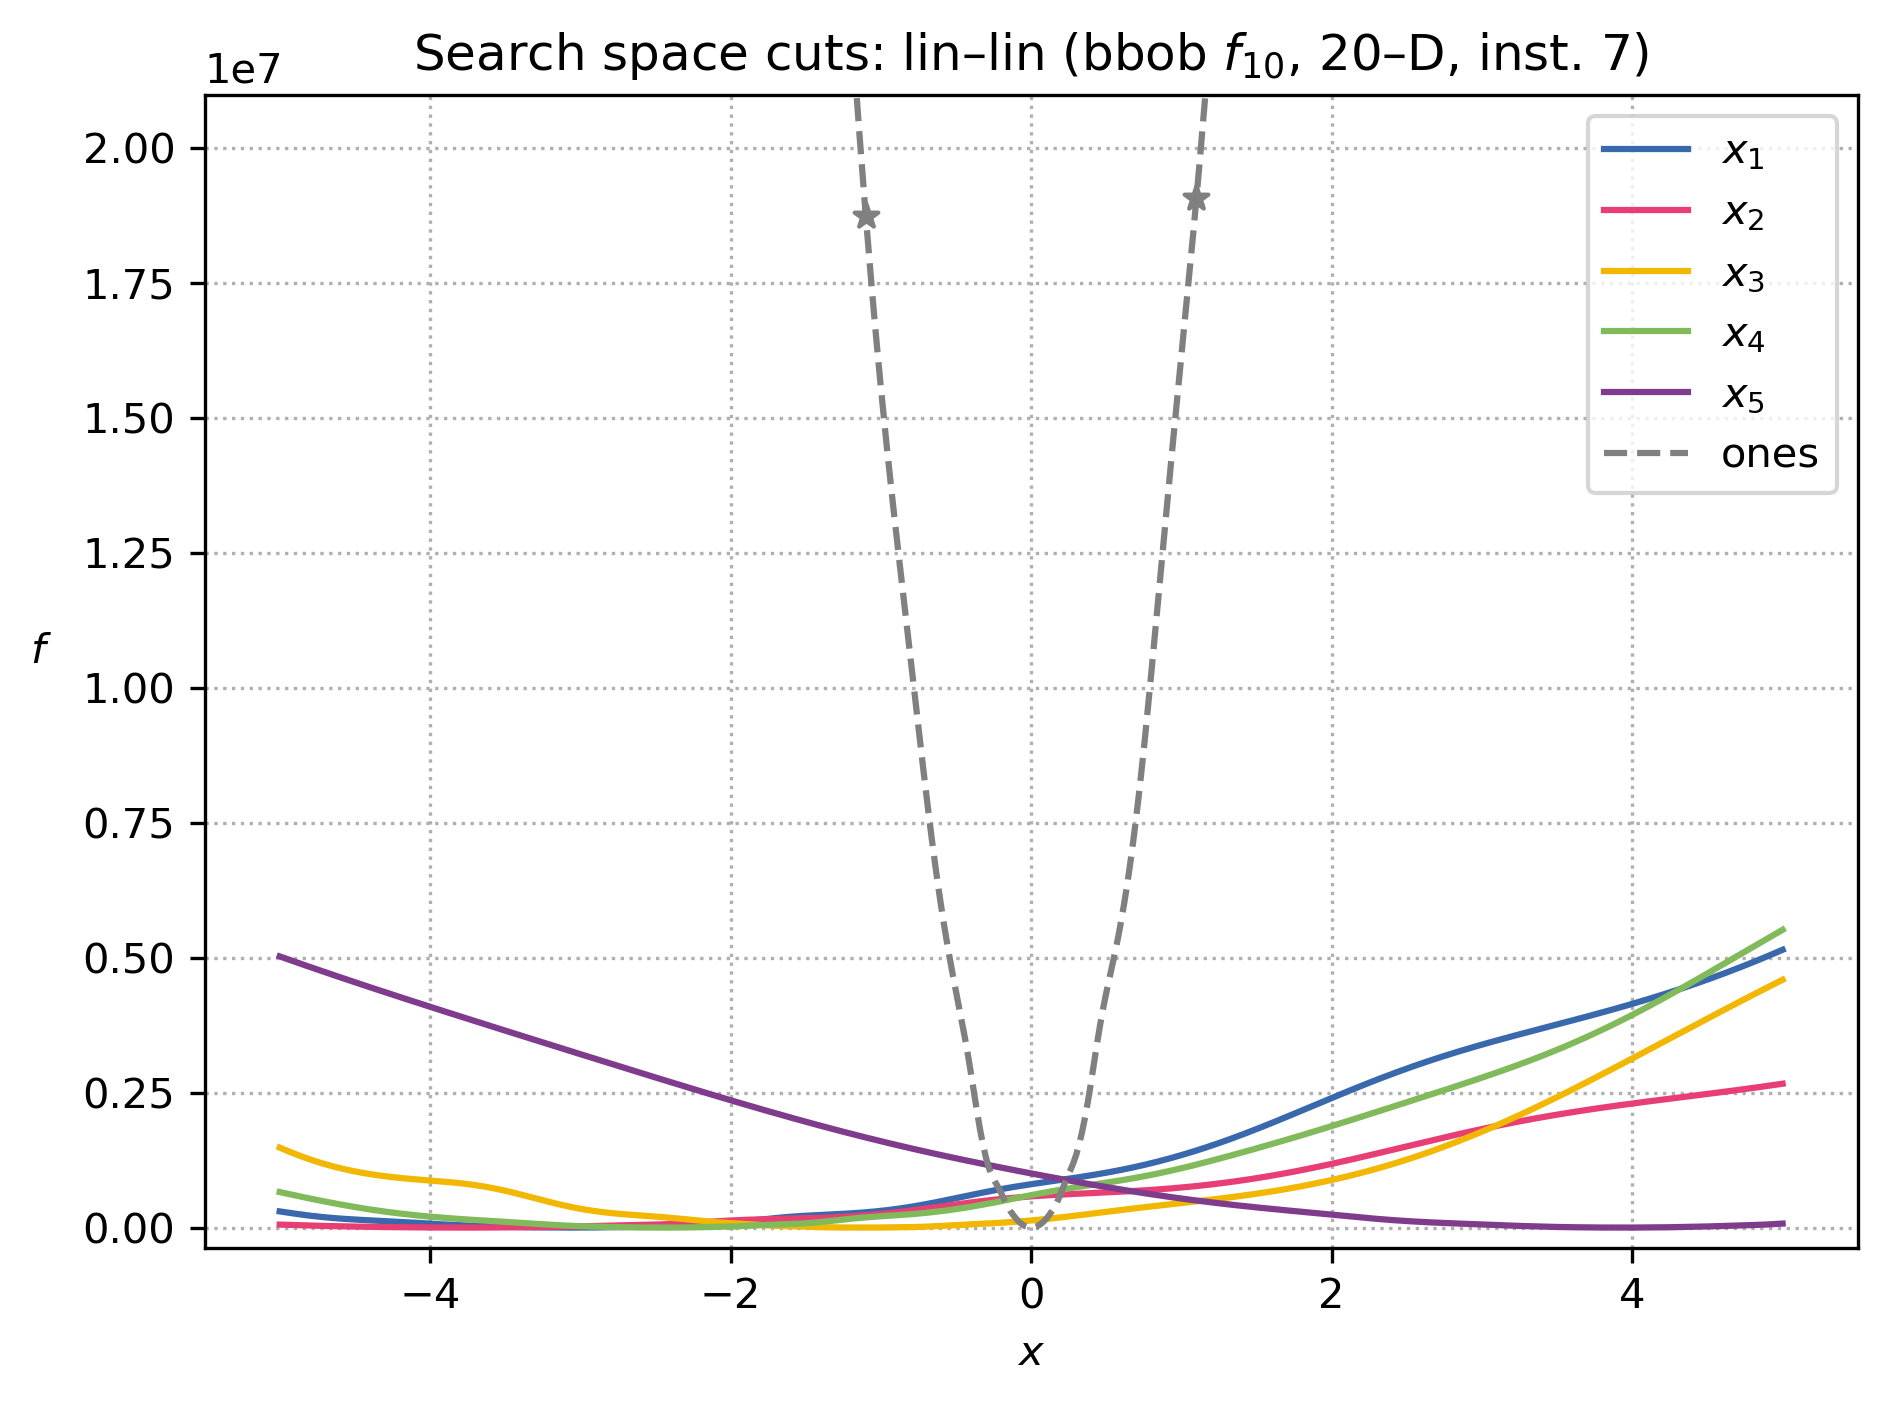 Search space cuts: lin–lin (bbob f10, 20–D, inst. 7)
1e7
2.00
1.75
1.50
1.25
1.00
0.75
0.50
0.25
0.00
f
−4
−2
0
2
4
x
x1
x2
x3
x4
x5
ones